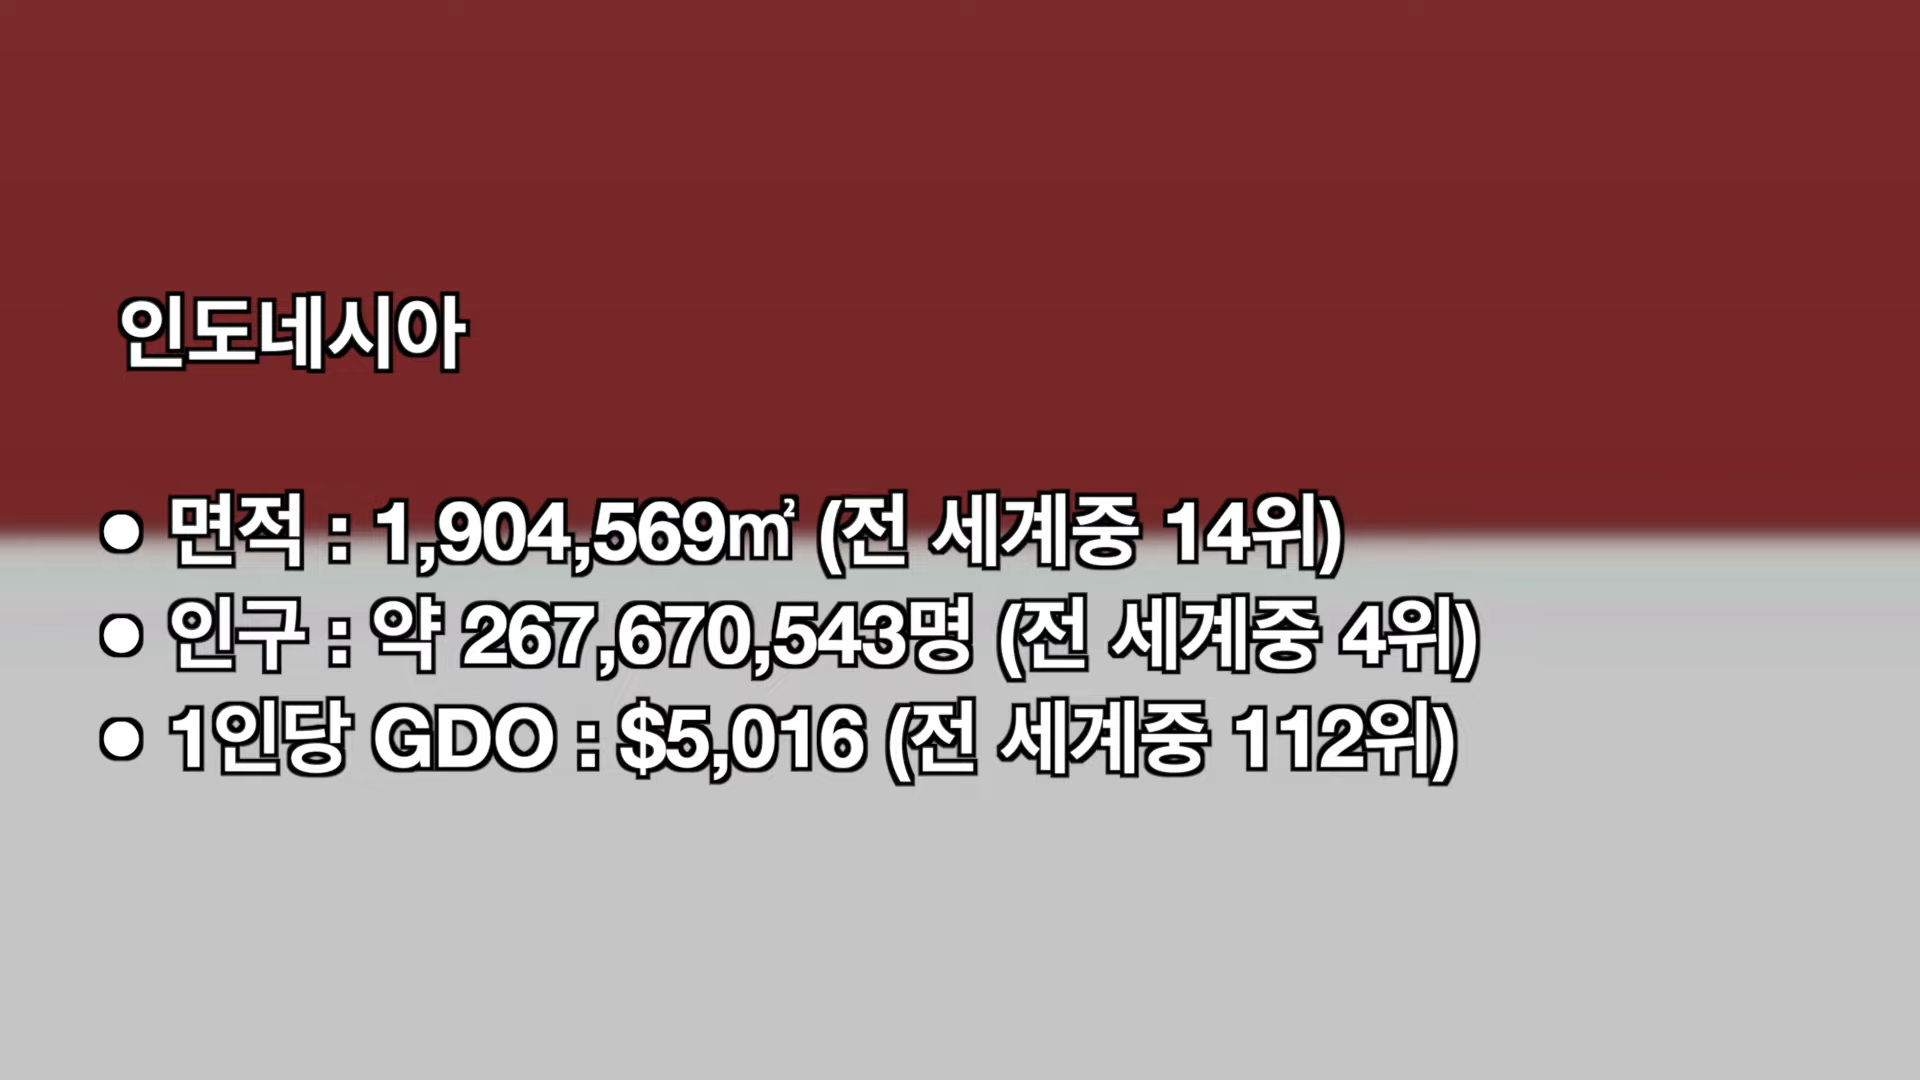 인도네시아
● 면적 : 1,904,569㎡ (전 세계중 14위)
● 인구 : 약 267,670,543명 (전 세계중 4위)
● 1인당 GDO : $5,016 (전 세계중 112위)